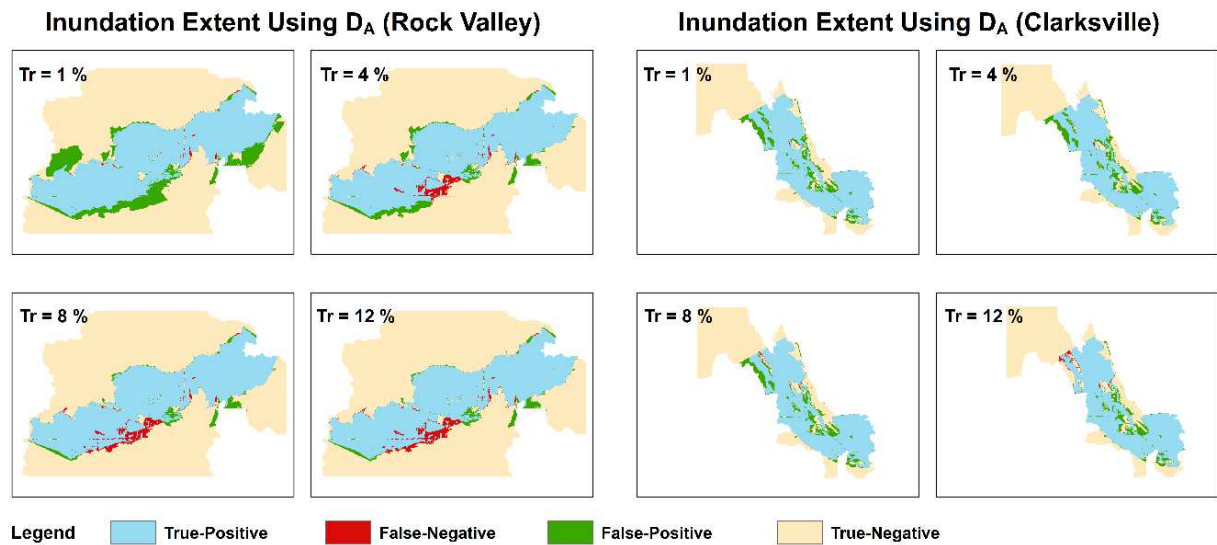 Inundation Extent Using DA (Rock Valley)
Inundation Extent Using DA (Clarksville)
Tr = 1 %
Tr = 4 %
Tr = 1 %
Tr = 4 %
Tr = 8 %
Tr = 12 %
Tr = 8 %
Tr = 12 %
Legend
True-Positive
False-Negative
False-Positive
True-Negative